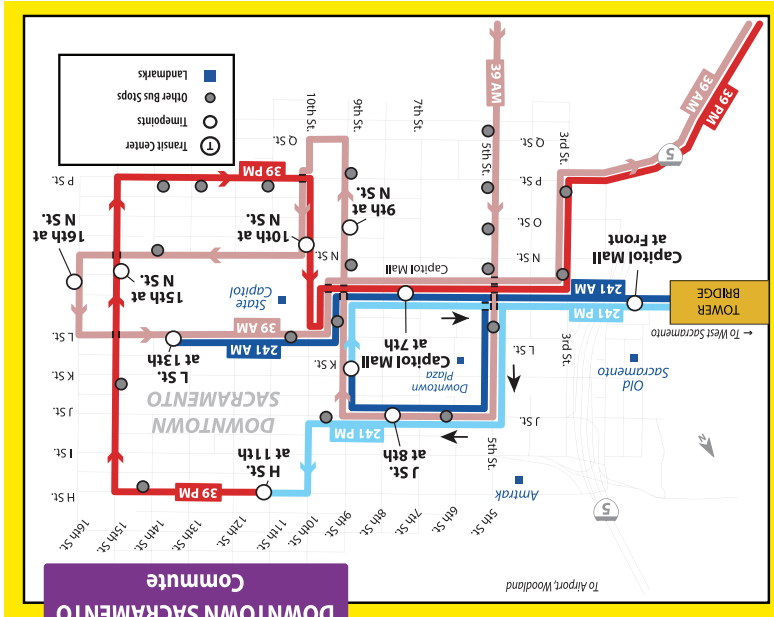 DOWNTOWN SACRAMENTO
Commute
To Airport, Woodland
5
5th St.
6th St.
7th St.
8th St.
9th St.
10th St.
11th St.
12th St.
13th St.
14th St.
15th St.
16th St.
Amtrak
H St.
39 PM
H St.
at 11th
I St.
N
5th St.
J St.
at 8th
241 PM
J St.
J St.
DOWNTOWN
SACRAMENTO
Old
Sacramento
Downtown
Plaza
K St.
K St.
← To West Sacramento
3rd St.
L St.
Capitol Mall
at 7th
L St.
at 13th
241 AM
39 AM
L St.
TOWER
BRIDGE
241 PM
241 AM
Capitol Mall
at Front
State
Capitol
15th at
N St.
Capitol Mall
N St.
N St.
10th at
N St.
16th at
N St.
9th at
N St.
O St.
P St.
39 PM
P St.
5
3rd St.
5th St.
Q St.
Q St.
7th St.
9th St.
10th St.
39 PM
39 AM
39 AM
T
Transit Center
Timepoints
Other Bus Stops
Landmarks